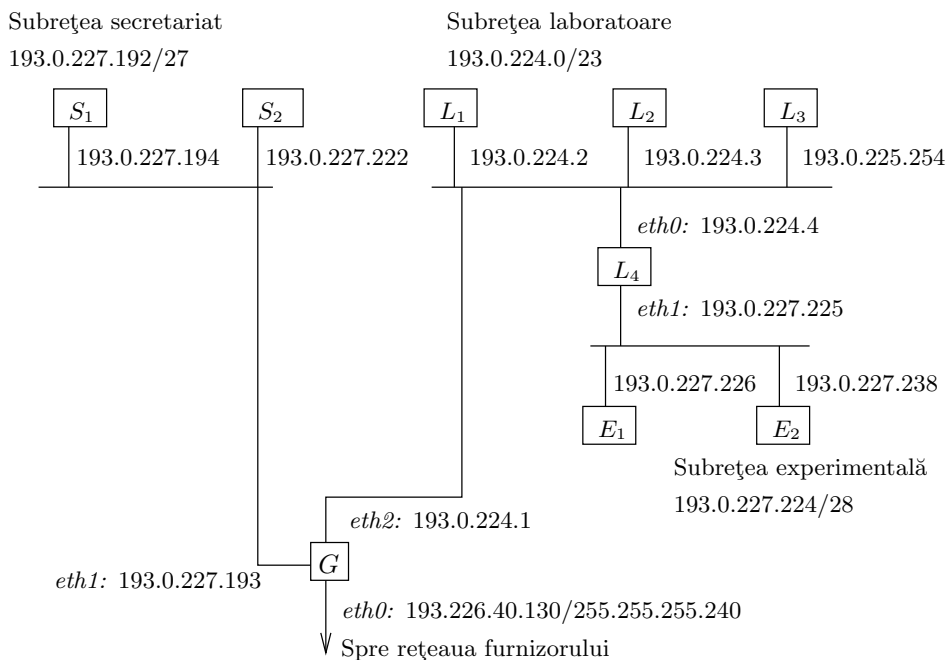 Subreţea secretariat
193.0.227.192/27
Subreţea laboratoare
193.0.224.0/23
S1
S2
L1
L2
L3
193.0.227.194
193.0.227.222
193.0.224.2
193.0.224.3
193.0.225.254
eth0: 193.0.224.4
L4
eth1: 193.0.227.225
193.0.227.226
193.0.227.238
E1
E2
Subreţea experimentală
193.0.227.224/28
eth2: 193.0.224.1
G
eth1: 193.0.227.193
eth0: 193.226.40.130/255.255.255.240
Spre reţeaua furnizorului